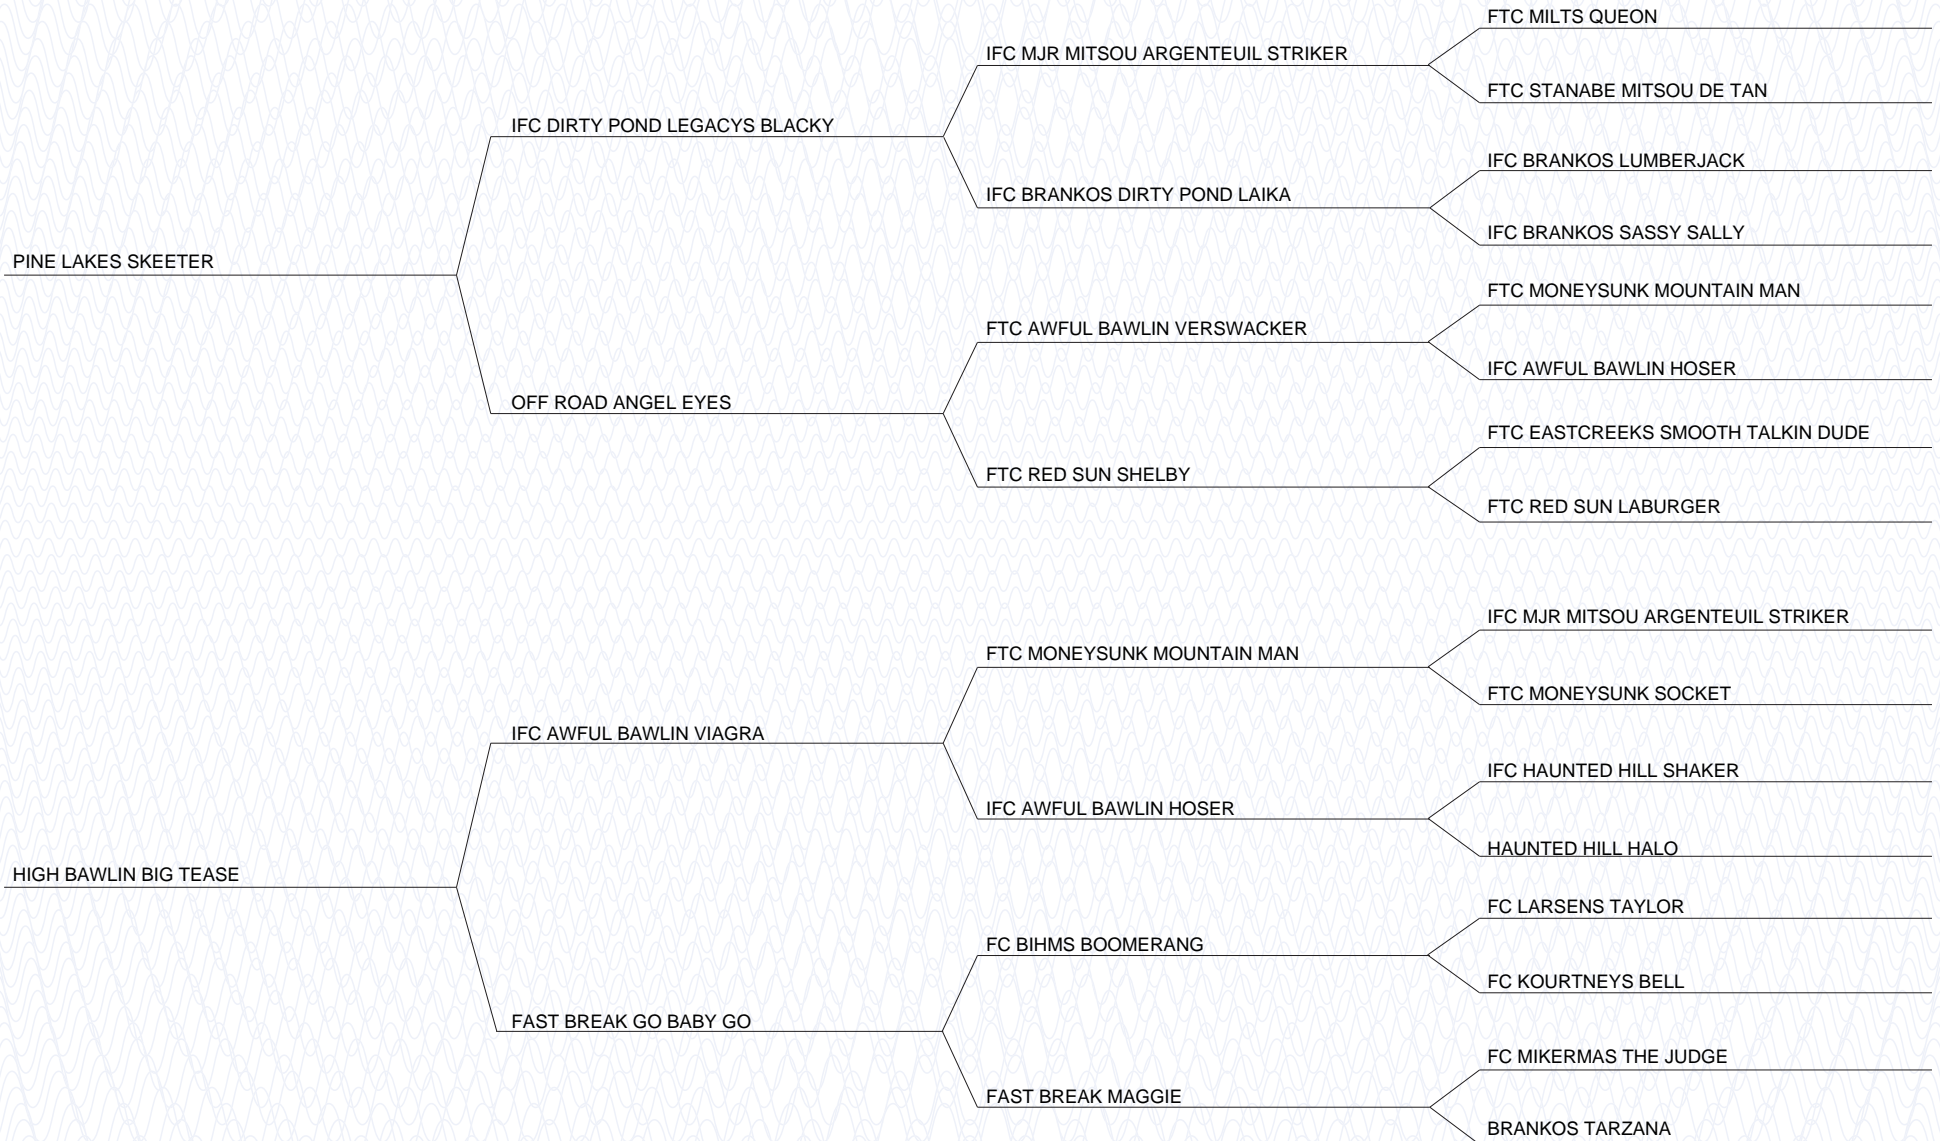 FTC MILTS QUEON
IFC MJR MITSOU ARGENTEUIL STRIKER
FTC STANABE MITSOU DE TAN
IFC DIRTY POND LEGACYS BLACKY
IFC BRANKOS LUMBERJACK
IFC BRANKOS DIRTY POND LAIKA
IFC BRANKOS SASSY SALLY
PINE LAKES SKEETER
FTC MONEYSUNK MOUNTAIN MAN
FTC AWFUL BAWLIN VERSWACKER
IFC AWFUL BAWLIN HOSER
OFF ROAD ANGEL EYES
FTC EASTCREEKS SMOOTH TALKIN DUDE
FTC RED SUN SHELBY
FTC RED SUN LABURGER
IFC MJR MITSOU ARGENTEUIL STRIKER
FTC MONEYSUNK MOUNTAIN MAN
FTC MONEYSUNK SOCKET
IFC AWFUL BAWLIN VIAGRA
IFC HAUNTED HILL SHAKER
IFC AWFUL BAWLIN HOSER
HAUNTED HILL HALO
HIGH BAWLIN BIG TEASE
FC LARSENS TAYLOR
FC BIHMS BOOMERANG
FC KOURTNEYS BELL
FAST BREAK GO BABY GO
FC MIKERMAS THE JUDGE
FAST BREAK MAGGIE
BRANKOS TARZANA